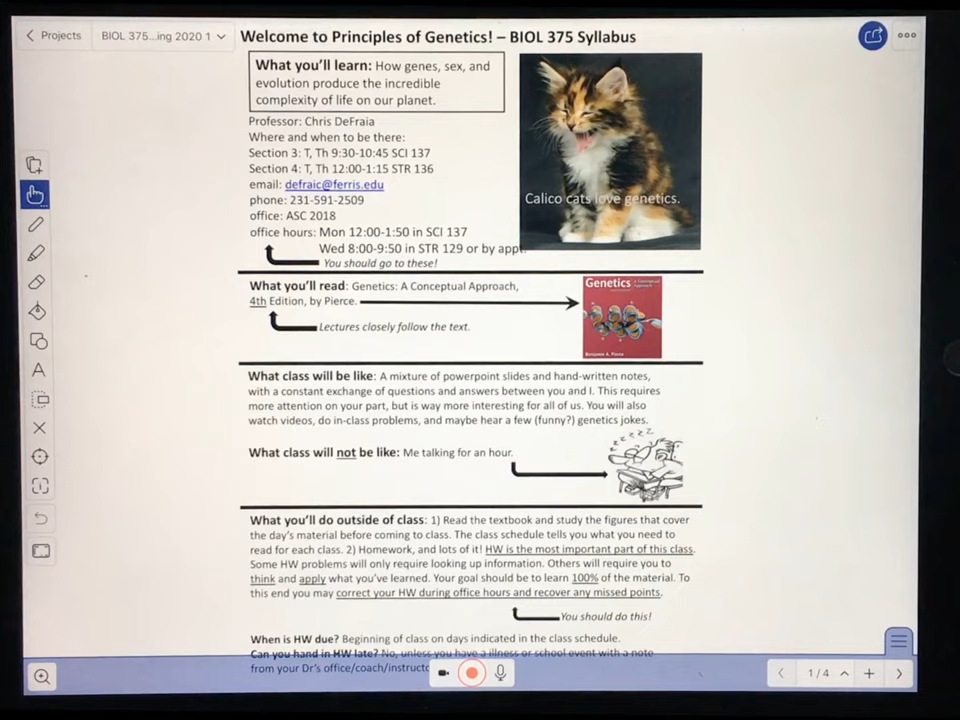 Projects
BIOL 375...ing 2020 1
Welcome to Principles of Genetics! – BIOL 375 Syllabus
What you'll learn: How genes, sex, and
evolution produce the incredible
complexity of life on our planet.
Professor: Chris DeFraia
Where and when to be there:
Section 3: T, Th 9:30-10:45 SCI 137
Section 4: T, Th 12:00-1:15 STR 136
email: defraic@ferris.edu
phone: 231-591-2509
office: ASC 2018
office hours: Mon 12:00-1:50 in SCI 137
Wed 8:00-9:50 in STR 129 or by appt.
You should go to these!
Calico cats love genetics.
What you'll read: Genetics: A Conceptual Approach,
4th Edition, by Pierce.
Lectures closely follow the text.
Genetics
Benjamin A. Pierce
What class will be like: A mixture of powerpoint slides and hand-written notes,
with a constant exchange of questions and answers between you and I. This requires
more attention on your part, but is way more interesting for all of us. You will also
watch videos, do in-class problems, and maybe hear a few (funny?) genetics jokes.
What class will not be like: Me talking for an hour.
zzzzz
What you'll do outside of class: 1) Read the textbook and study the figures that cover
the day's material before coming to class. The class schedule tells you what you need to
read for each class. 2) Homework, and lots of it! HW is the most important part of this class.
Some HW problems will only require looking up information. Others will require you to
think and apply what you've learned. Your goal should be to learn 100% of the material. To
this end you may correct your HW during office hours and recover any missed points.
You should do this!
When is HW due? Beginning of class on days indicated in the class schedule.
Can you hand in HW late? No, unless you have a illness or school event with a note
from your Dr's office/coach/instructo
1/4